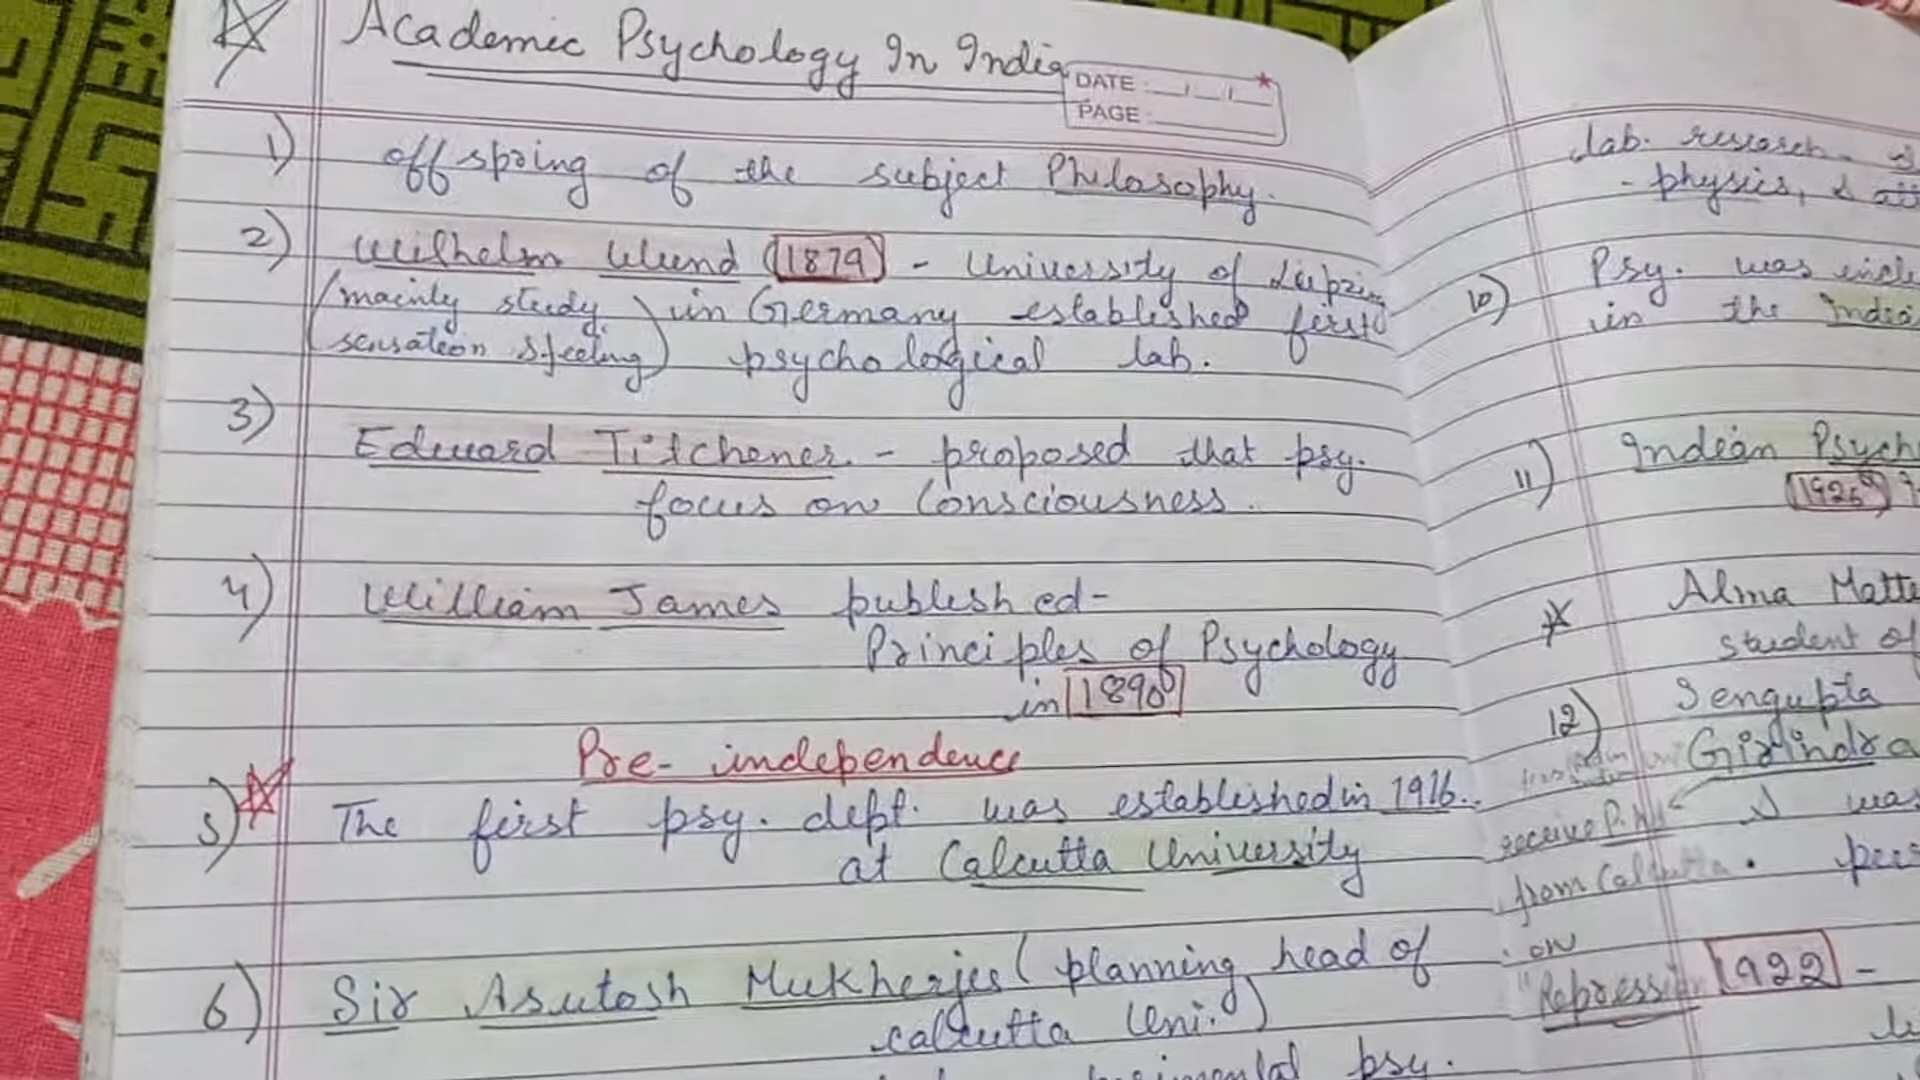 Academic Psychology In India
DATE
PAGE
1) offspring of the subject Philosophy.
2) Wilhelm Wund (1879) - University of Leipzing
(mainly study sensation & feeling) in Germany established first
psychological lab.
3) Edward Titchener. - proposed that psy.
focus on Consciousness.
4) William James published-
Principles of Psychology
in 1890
Pre-independence
5) The first psy. dept. was established in 1916.
at Calcutta University
6) Sir Asutosh Mukherjee (planning head of
calcutta Uni.)
psy.
lab. research
- physics, &
10) Psy. was
in the
11) Indian
1925
Alma
student of
12) Sengupta
Girindra
was
receive
from Calcutta.
on
"Repression 1922 -